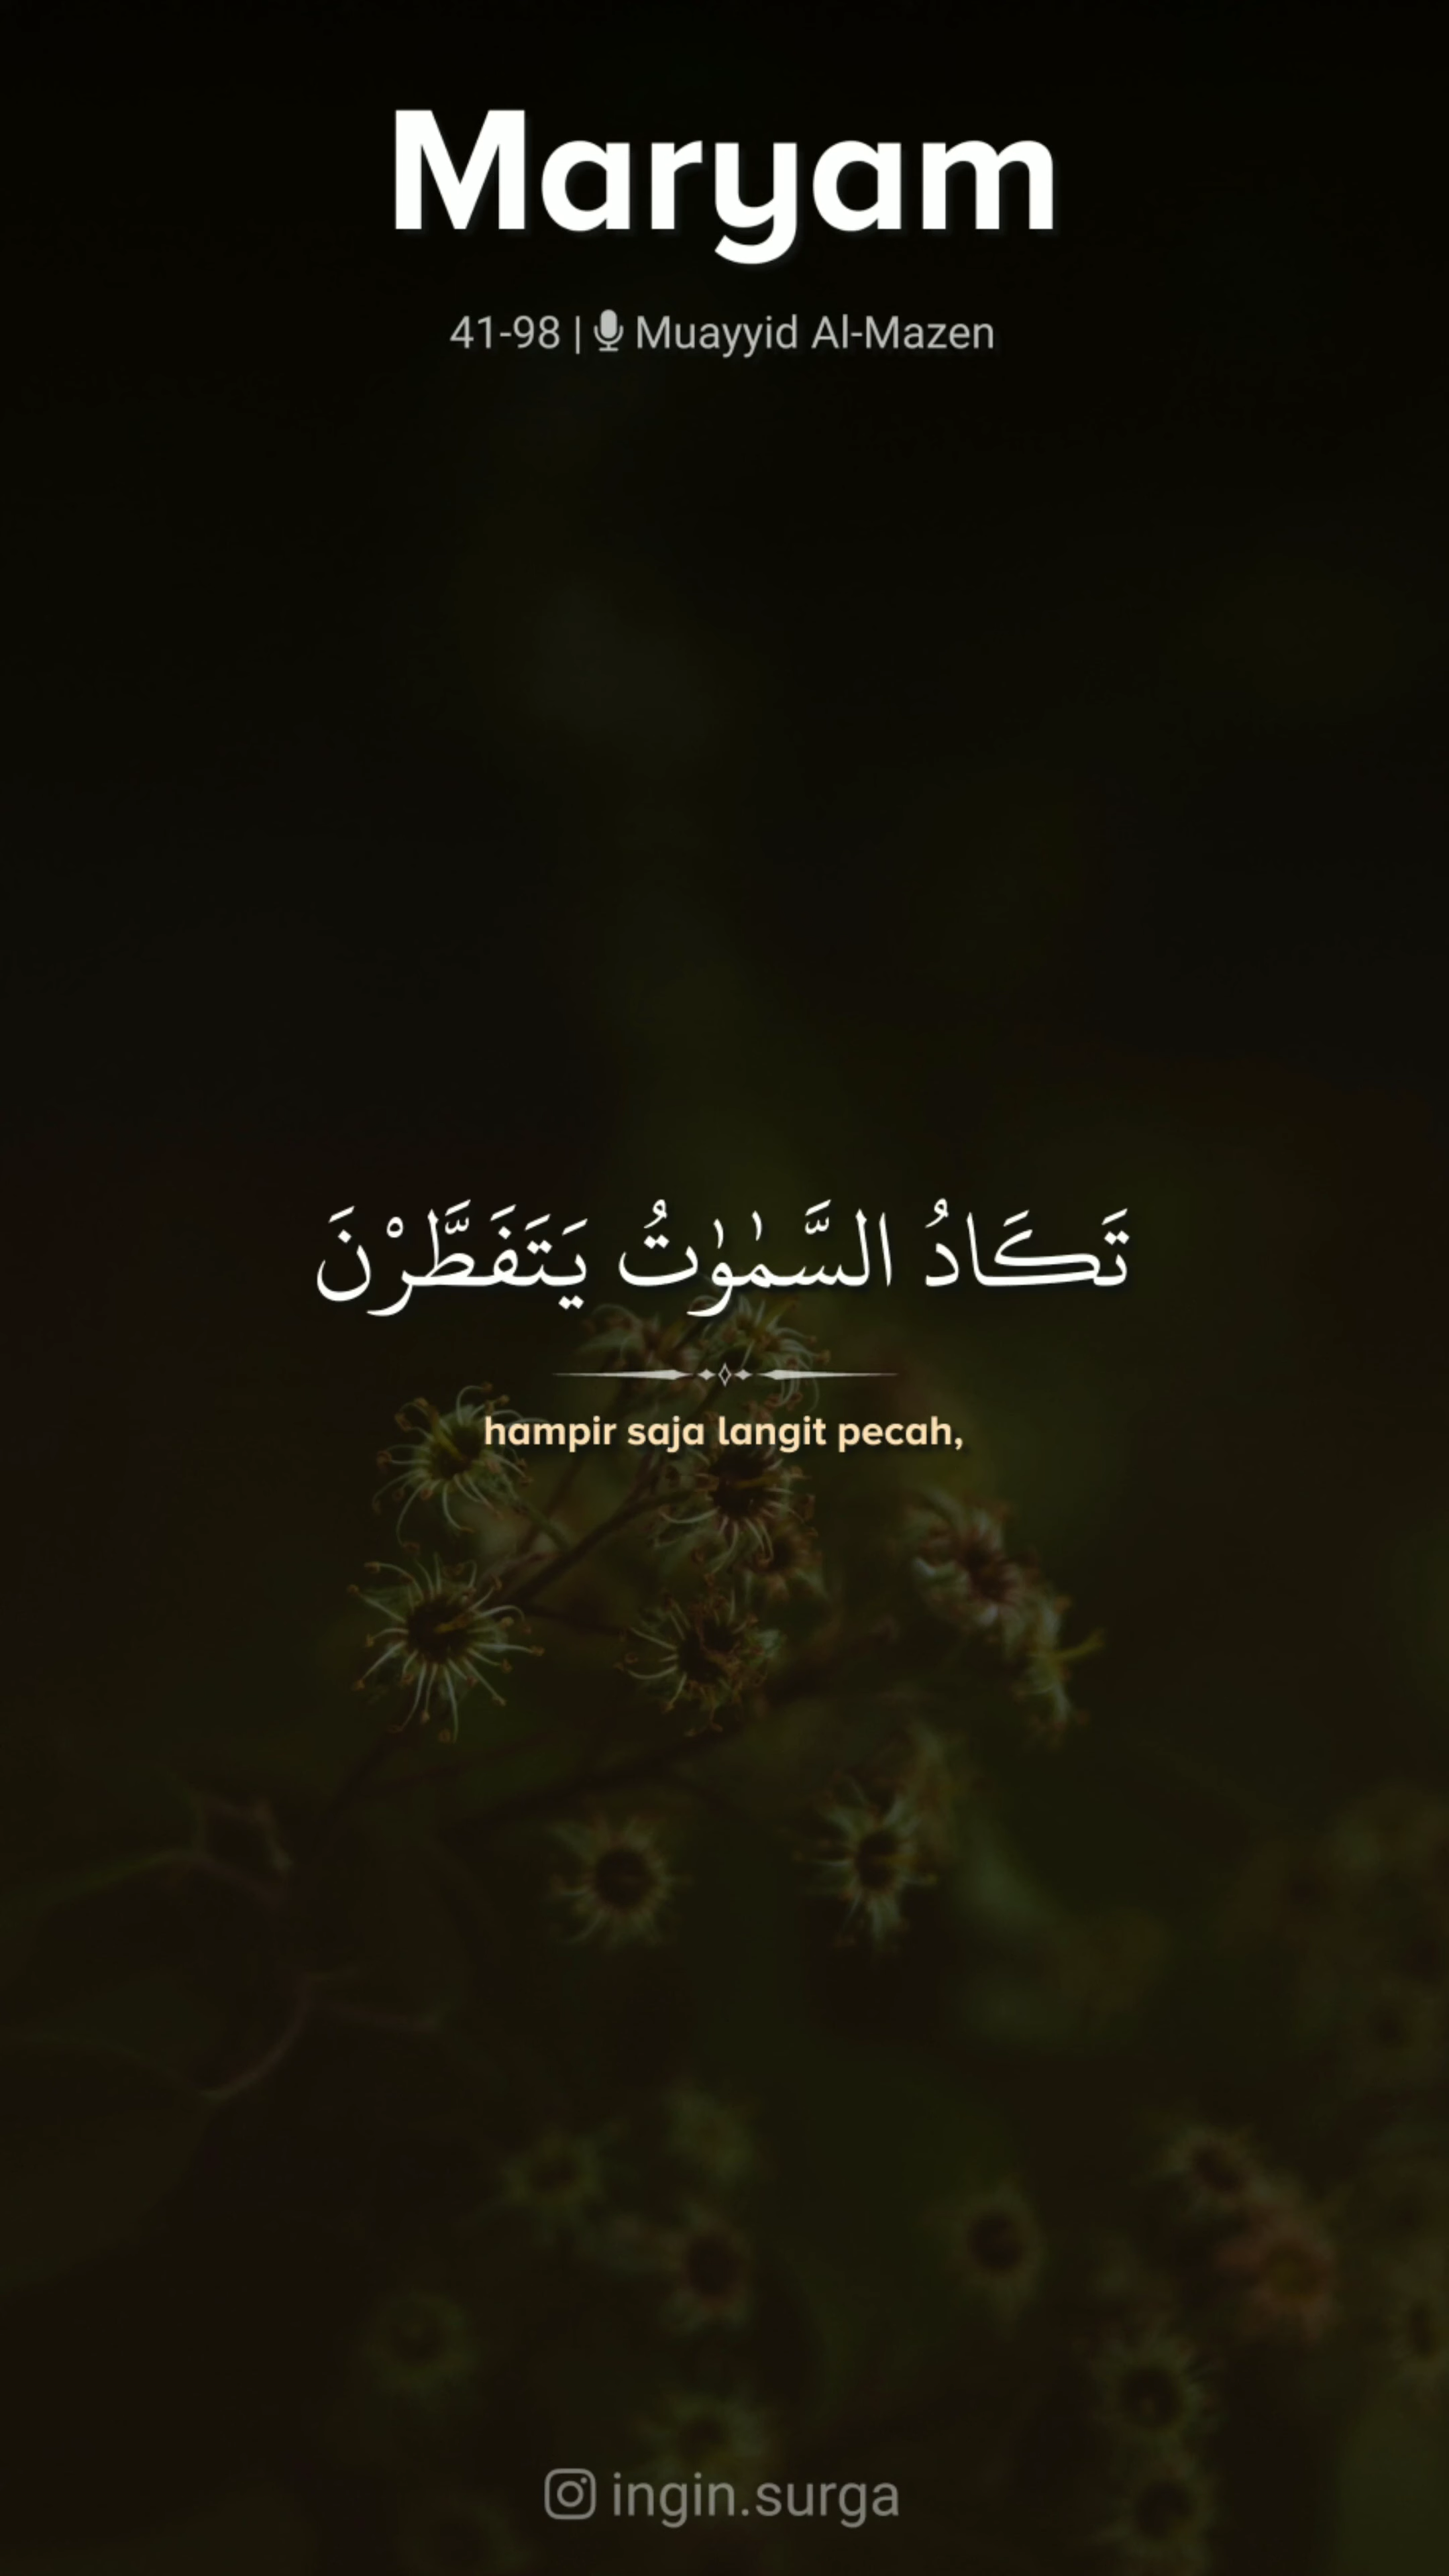 Maryam
41-98 | Muayyid Al-Mazen
تَكَادُ السَّمٰوٰتُ يَتَفَطَّرْنَ
hampir saja langit pecah,
ingin.surga